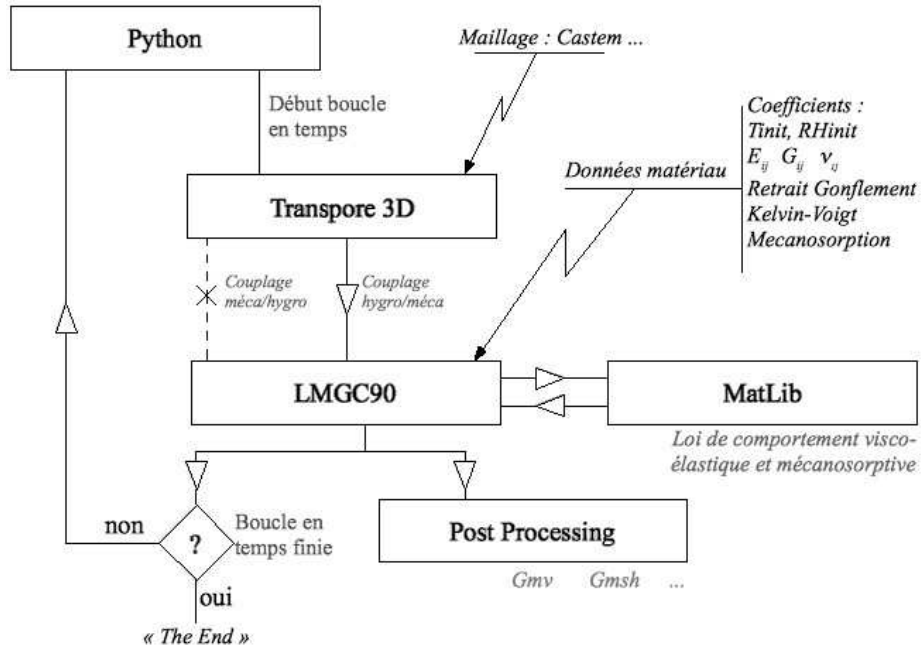 Python
Maillage : Castem ...
Début boucle
en temps
Coefficients :
Tinit, RHinit
E_ij G_ij ν_ij
Retrait Gonflement
Kelvin-Voigt
Mecanosorption
Données matériau
Transpore 3D
Couplage
méca/hygro
Couplage
hygro/méca
LMGC90
MatLib
Loi de comportement visco-
élastique et mécanosorptive
non
?
Boucle en
temps finie
Post Processing
Gmv Gmsh ...
oui
« The End »